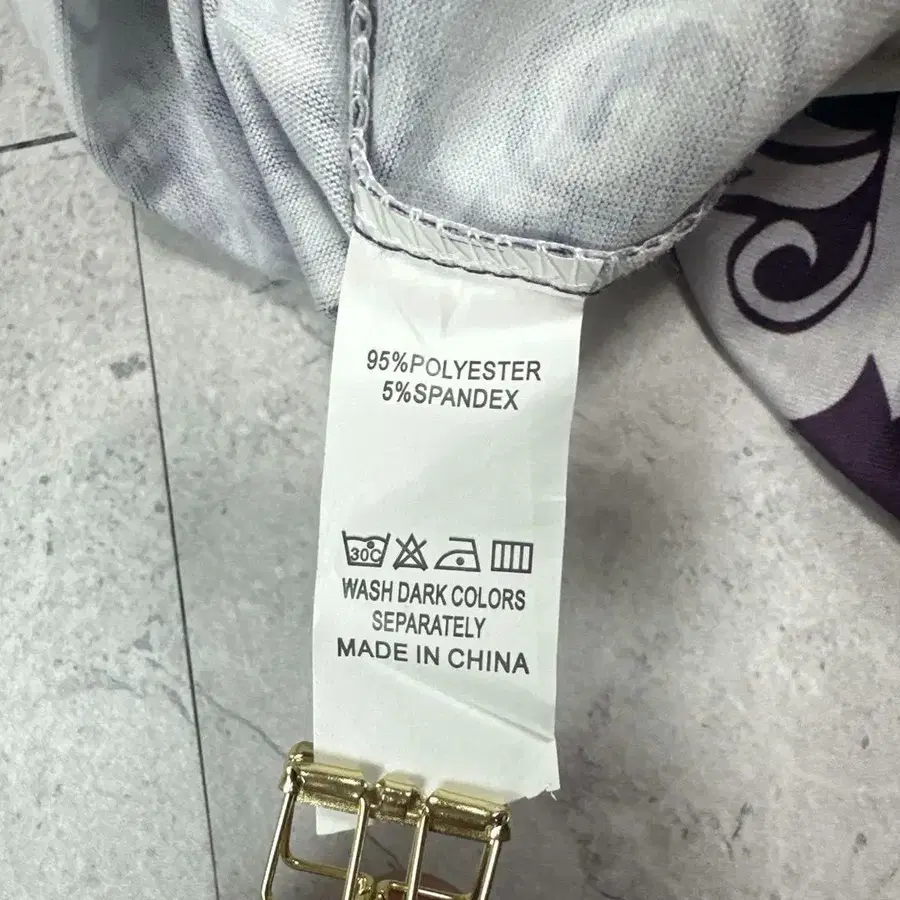 95%POLYESTER
5%SPANDEX
30C
WASH DARK COLORS
SEPARATELY
MADE IN CHINA